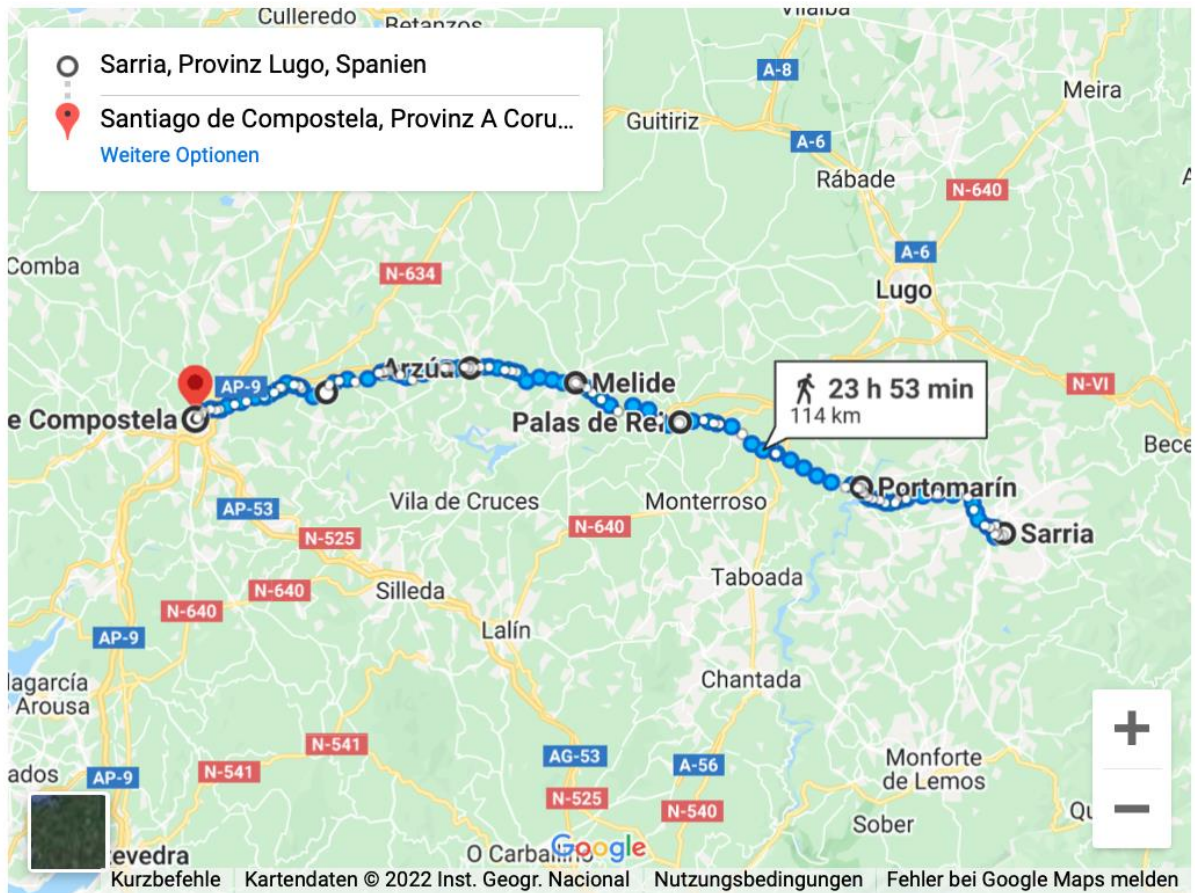 Culleredo
Betanzos
Vilalba
Sarria, Provinz Lugo, Spanien
Santiago de Compostela, Provinz A Coru...
Weitere Optionen
A-8
Meira
Guitiriz
A-6
Rábade
N-640
A
Comba
N-634
A-6
Lugo
Arzúa
AP-9
Melide
23 h 53 min
114 km
N-VI
e Compostela
Palas de Rei
Bece
Portomarín
Vila de Cruces
Monterroso
AP-53
N-640
N-525
Sarria
Taboada
N-640
Silleda
N-640
Lalín
AP-9
lagarcía
Arousa
Chantada
N-541
AG-53
A-56
Monforte
de Lemos
ados
AP-9
N-541
N-525
N-540
Qu
Sober
evedra
O Carballiño
Google
Kurzbefehle Kartendaten © 2022 Inst. Geogr. Nacional Nutzungsbedingungen Fehler bei Google Maps melden